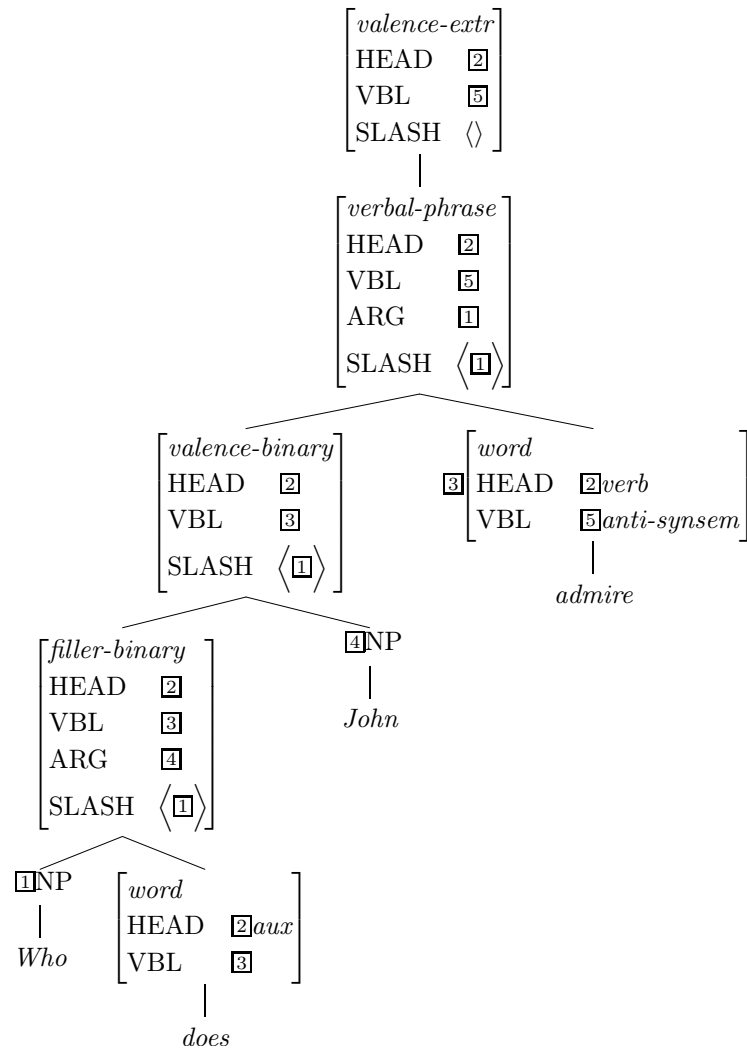 valence-extr
HEAD 2
VBL 5
SLASH ⟨⟩
verbal-phrase
HEAD 2
VBL 5
ARG 1
SLASH ⟨1⟩
valence-binary
HEAD 2
VBL 3
SLASH ⟨1⟩
3 word
HEAD 2verb
VBL 5anti-synsem
admire
filler-binary
HEAD 2
VBL 3
ARG 4
SLASH ⟨1⟩
4NP
John
1NP
Who
word
HEAD 2aux
VBL 3
does